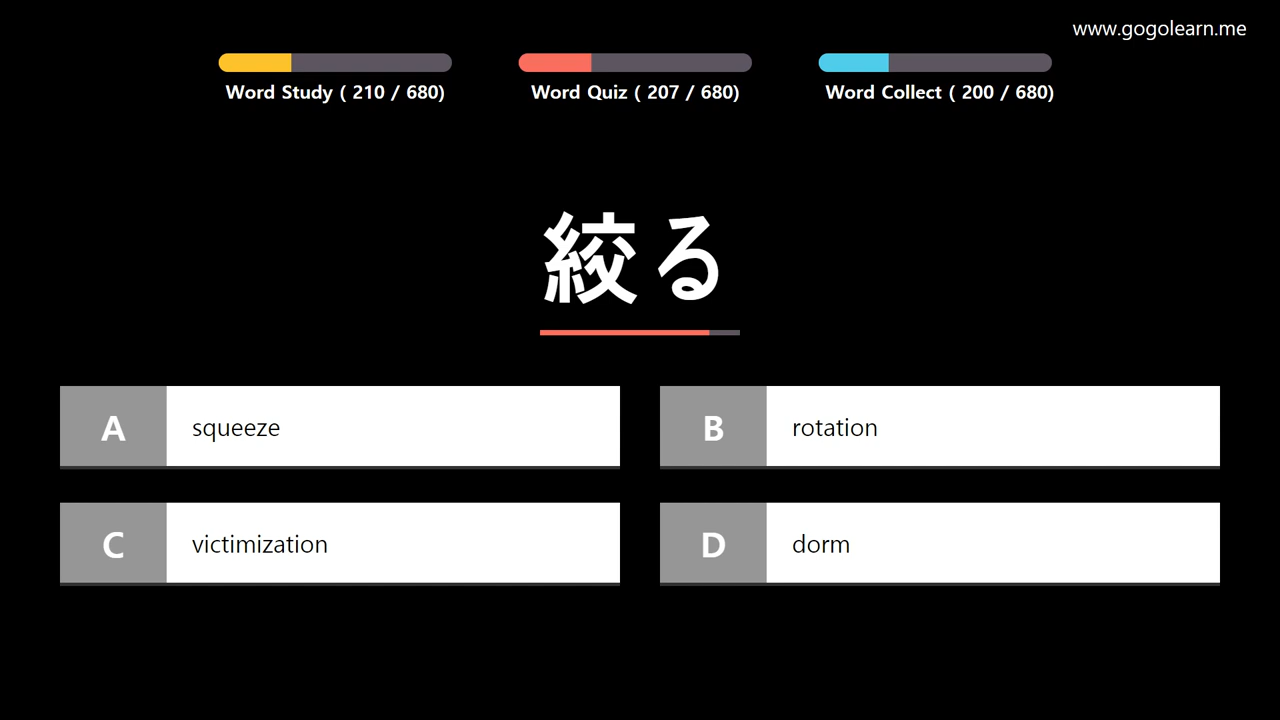 www.gogolearn.me
Word Study ( 210 / 680)
Word Quiz ( 207 / 680)
Word Collect ( 200 / 680)
絞る
A squeeze
B rotation
C victimization
D dorm